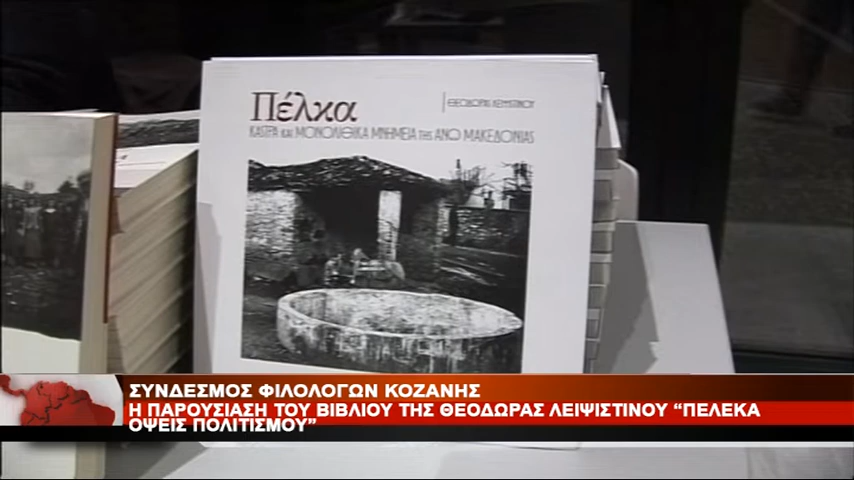 Πέλκα
ΘΕΟΔΩΡΑΣ ΛΕΙΨΙΣΤΙΝΟΥ
ΚΑΣΤΡΑ και ΜΟΝΟΛΙΘΙΚΑ ΜΝΗΜΕΙΑ της ΑΝΩ ΜΑΚΕΔΟΝΙΑΣ
ΣΥΝΔΕΣΜΟΣ ΦΙΛΟΛΟΓΩΝ ΚΟΖΑΝΗΣ
Η ΠΑΡΟΥΣΙΑΣΗ ΤΟΥ ΒΙΒΛΙΟΥ ΤΗΣ ΘΕΟΔΩΡΑΣ ΛΕΙΨΙΣΤΙΝΟΥ “ΠΕΛΕΚΑ
ΟΨΕΙΣ ΠΟΛΙΤΙΣΜΟΥ”